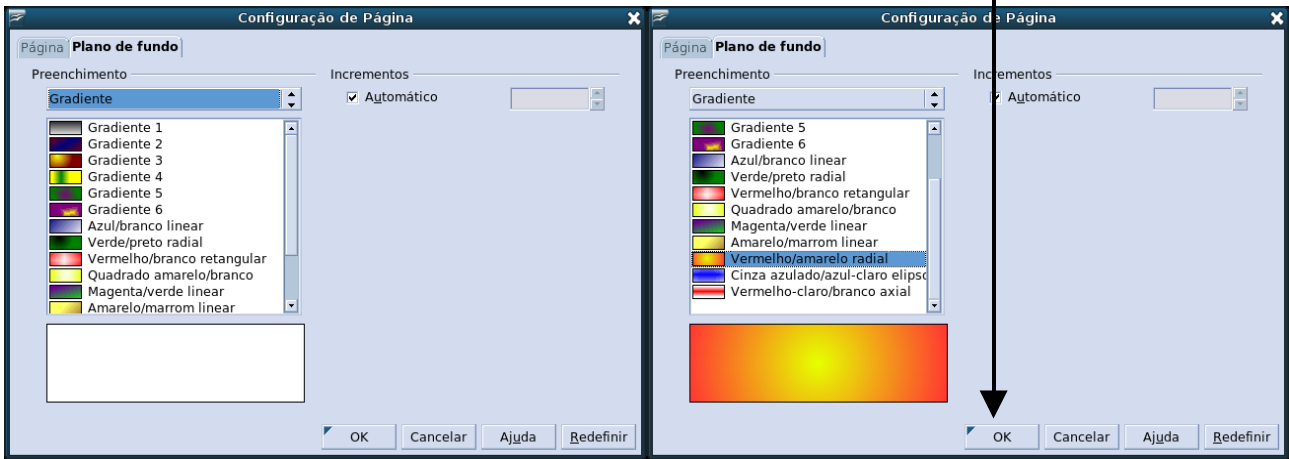 Configuração de Página
Página Plano de fundo
Preenchimento
Incrementos
Gradiente
Automático
Gradiente 1
Gradiente 2
Gradiente 3
Gradiente 4
Gradiente 5
Gradiente 6
Azul/branco linear
Verde/preto radial
Vermelho/branco retangular
Quadrado amarelo/branco
Magenta/verde linear
Amarelo/marrom linear
OK Cancelar Ajuda Redefinir
Configuração de Página
Página Plano de fundo
Preenchimento
Incrementos
Gradiente
Automático
Gradiente 5
Gradiente 6
Azul/branco linear
Verde/preto radial
Vermelho/branco retangular
Quadrado amarelo/branco
Magenta/verde linear
Amarelo/marrom linear
Vermelho/amarelo radial
Cinza azulado/azul-claro elipso
Vermelho-claro/branco axial
OK Cancelar Ajuda Redefinir